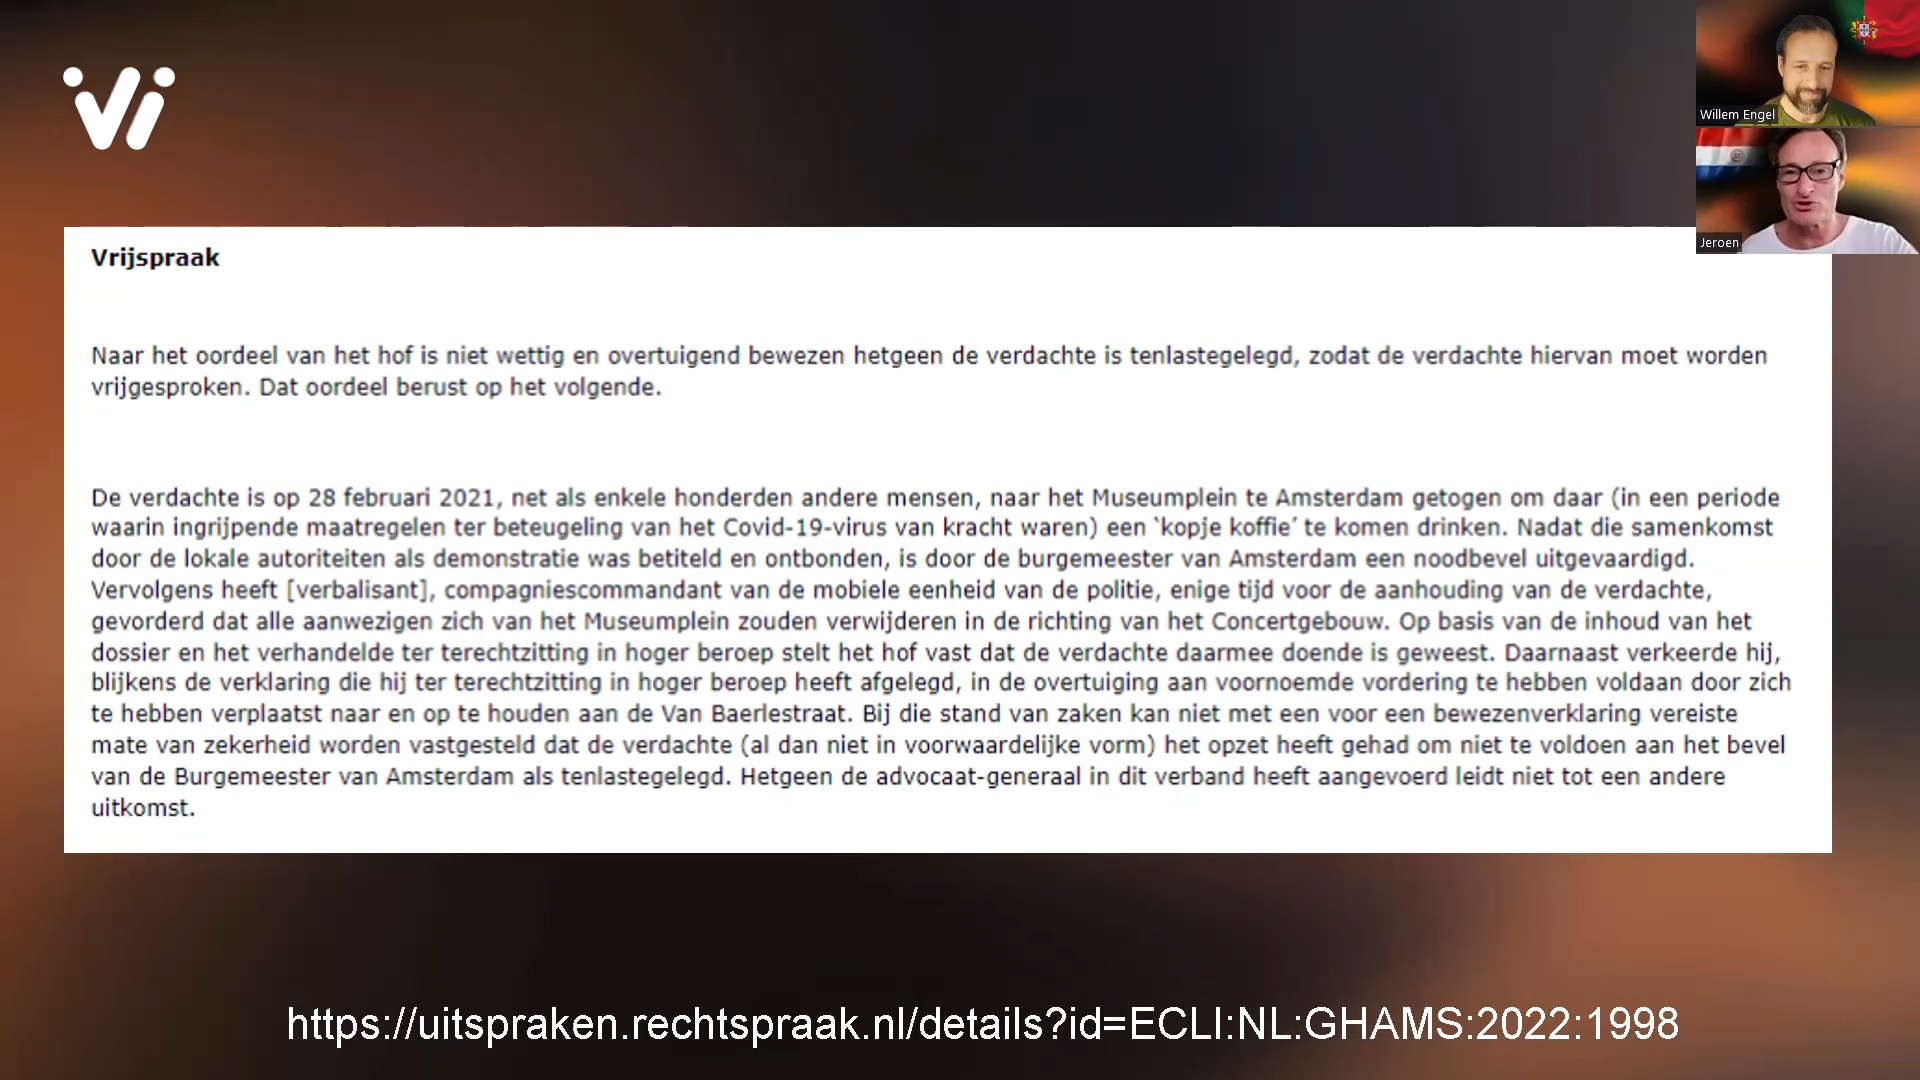 Vi
Willem Engel
Jeroen
Vrijspraak
Naar het oordeel van het hof is niet wettig en overtuigend bewezen hetgeen de verdachte is tenlastegelegd, zodat de verdachte hiervan moet worden
vrijgesproken. Dat oordeel berust op het volgende.
De verdachte is op 28 februari 2021, net als enkele honderden andere mensen, naar het Museumplein te Amsterdam getogen om daar (in een periode
waarin ingrijpende maatregelen ter beteugeling van het Covid-19-virus van kracht waren) een ‘kopje koffie’ te komen drinken. Nadat die samenkomst
door de lokale autoriteiten als demonstratie was betiteld en ontbonden, is door de burgemeester van Amsterdam een noodbevel uitgevaardigd.
Vervolgens heeft [verbalisant], compagniescommandant van de mobiele eenheid van de politie, enige tijd voor de aanhouding van de verdachte,
gevorderd dat alle aanwezigen zich van het Museumplein zouden verwijderen in de richting van het Concertgebouw. Op basis van de inhoud van het
dossier en het verhandelde ter terechtzitting in hoger beroep stelt het hof vast dat de verdachte daarmee doende is geweest. Daarnaast verkeerde hij,
blijkens de verklaring die hij ter terechtzitting in hoger beroep heeft afgelegd, in de overtuiging aan voornoemde vordering te hebben voldaan door zich
te hebben verplaatst naar en op te houden aan de Van Baerlestraat. Bij die stand van zaken kan niet met een voor een bewezenverklaring vereiste
mate van zekerheid worden vastgesteld dat de verdachte (al dan niet in voorwaardelijke vorm) het opzet heeft gehad om niet te voldoen aan het bevel
van de Burgemeester van Amsterdam als tenlastegelegd. Hetgeen de advocaat-generaal in dit verband heeft aangevoerd leidt niet tot een andere
uitkomst.
https://uitspraken.rechtspraak.nl/details?id=ECLI:NL:GHAMS:2022:1998